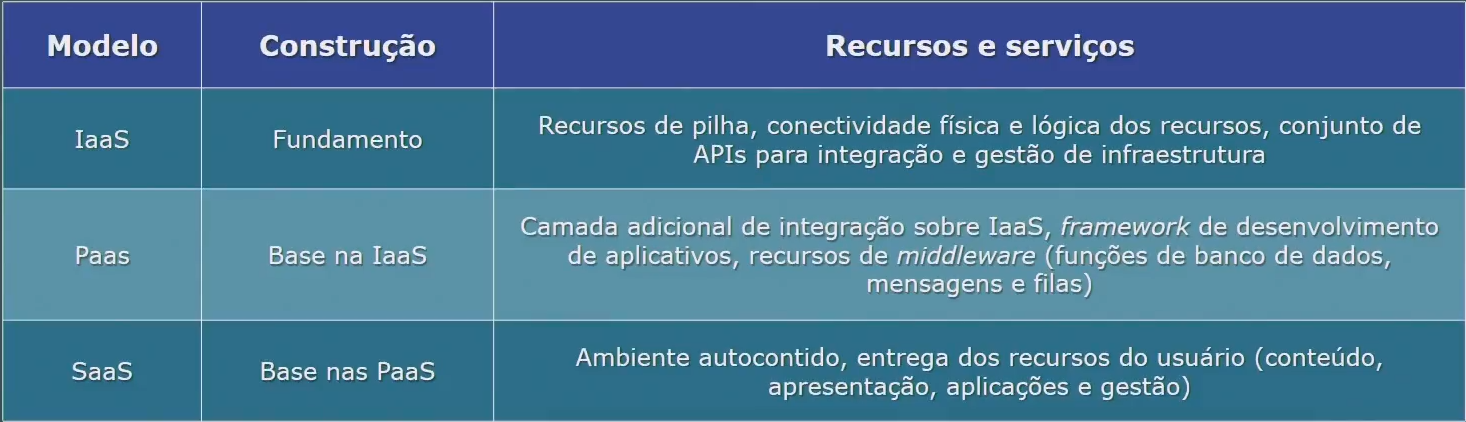 Modelo
Construção
Recursos e serviços
IaaS
Fundamento
Recursos de pilha, conectividade física e lógica dos recursos, conjunto de
APIs para integração e gestão de infraestrutura
Paas
Base na IaaS
Camada adicional de integração sobre IaaS, framework de desenvolvimento
de aplicativos, recursos de middleware (funções de banco de dados,
mensagens e filas)
SaaS
Base nas PaaS
Ambiente autocontido, entrega dos recursos do usuário (conteúdo,
apresentação, aplicações e gestão)